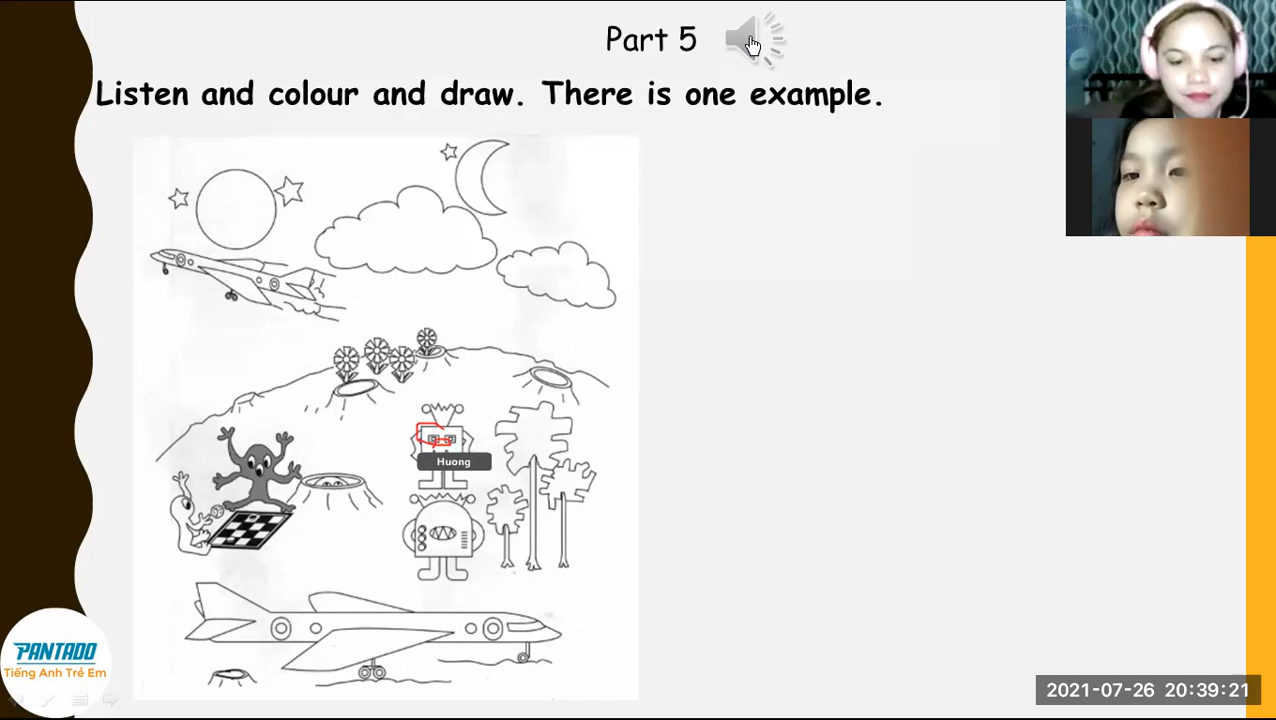 Part 5
Listen and colour and draw. There is one example.
Huong
PANTADO
Tiếng Anh Trẻ Em
2021-07-26 20:39:21